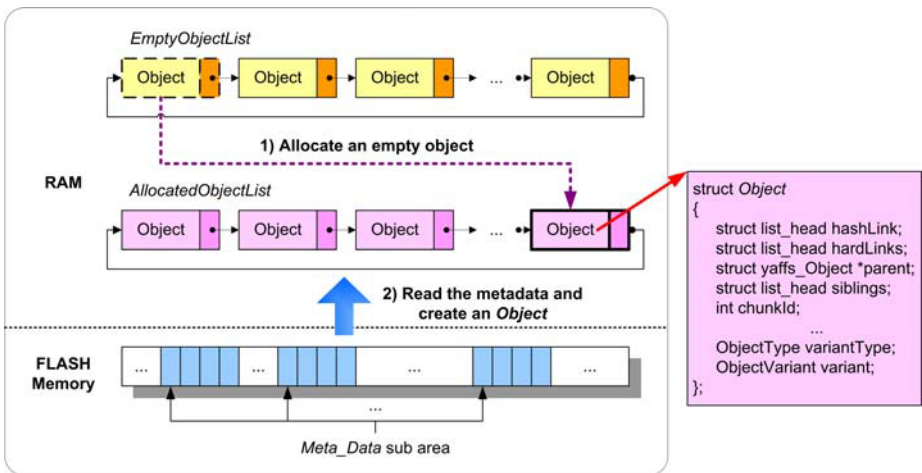 EmptyObjectList
Object Object Object ... Object
1) Allocate an empty object
RAM
AllocatedObjectList
Object Object Object ... Object
2) Read the metadata and
create an Object
FLASH
Memory
... ... ... ...
...
Meta_Data sub area
struct Object
{
struct list_head hashLink;
struct list_head hardLinks;
struct yaffs_Object *parent;
struct list_head siblings;
int chunkId;
...
ObjectType variantType;
ObjectVariant variant;
};